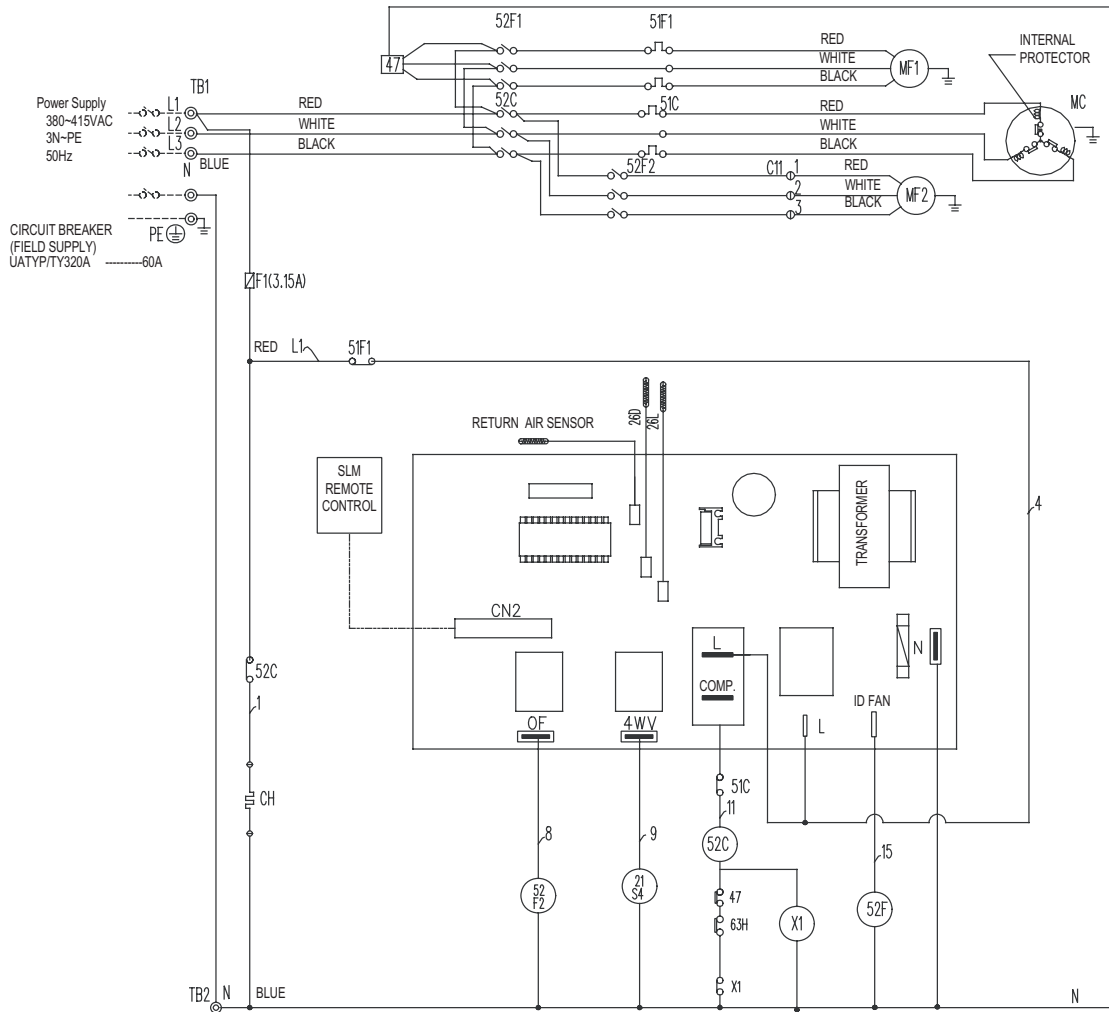 52F1
51F1
RED
INTERNAL
PROTECTOR
47
WHITE
MF1
BLACK
TB1
Power Supply
380~415VAC
3N~PE
50Hz
L1
RED
52C
51C
RED
MC
L2
WHITE
WHITE
L3
BLACK
BLACK
N
BLUE
52F2
C11
1
RED
2
WHITE
MF2
3
BLACK
CIRCUIT BREAKER
(FIELD SUPPLY)
UATYP/TY320A ----------60A
PE
F1(3.15A)
RED
L1
51F1
26D
26L
RETURN AIR SENSOR
SLM
REMOTE
CONTROL
TRANSFORMER
4
CN2
L
N
52C
COMP.
1
ID FAN
OF
4WV
L
CH
51C
11
8
9
52C
15
52
F2
21
S4
47
63H
X1
52F
X1
TB2
N
BLUE
N